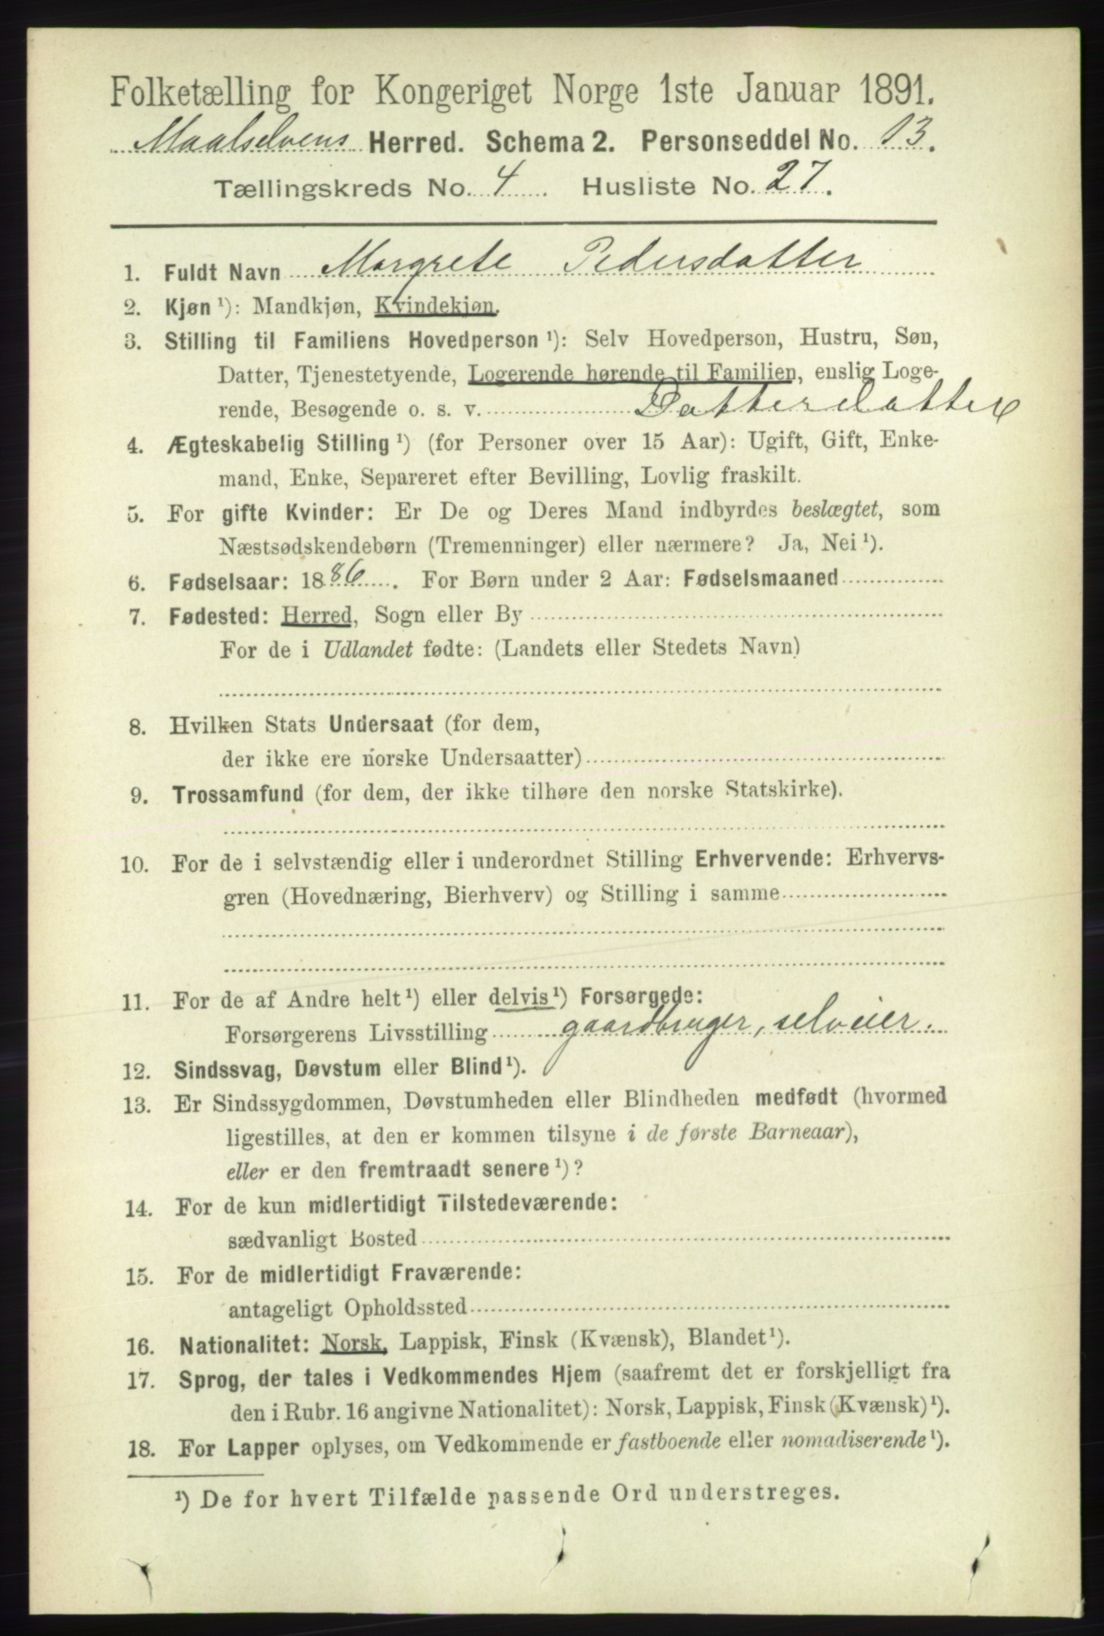 Folketælling for Kongeriget Norge 1ste Januar 1891.
Maalselvens Herred. Schema 2. Personseddel No. 13.
Tællingskreds No. 4. Husliste No. 27.
1. Fuldt Navn Margrete Pedersdatter
2. Kjøn ¹): Mandkjøn, Kvindekjøn.
3. Stilling til Familiens Hovedperson ¹): Selv Hovedperson, Hustru, Søn,
Datter, Tjenestetyende, Logerende hørende til Familien, enslig Loge-
rende, Besøgende o. s. v. Datterdatter
4. Ægteskabelig Stilling ¹) (for Personer over 15 Aar): Ugift, Gift, Enke-
mand, Enke, Separeret efter Bevilling, Lovlig fraskilt.
5. For gifte Kvinder: Er De og Deres Mand indbyrdes beslægtet, som
Næstsødskendebørn (Tremenninger) eller nærmere? Ja, Nei ¹).
6. Fødselsaar: 1886. For Børn under 2 Aar: Fødselsmaaned
7. Fødested: Herred, Sogn eller By
For de i Udlandet fødte: (Landets eller Stedets Navn)
8. Hvilken Stats Undersaat (for dem,
der ikke ere norske Undersaatter)
9. Trossamfund (for dem, der ikke tilhøre den norske Statskirke).
10. For de i selvstændig eller i underordnet Stilling Erhvervende: Erhvervs-
gren (Hovednæring, Bierhverv) og Stilling i samme
11. For de af Andre helt ¹) eller delvis ¹) Forsørgede:
Forsørgerens Livsstilling gaardbruger, selveier.
12. Sindssvag, Døvstum eller Blind ¹).
13. Er Sindssygdommen, Døvstumheden eller Blindheden medfødt (hvormed
ligestilles, at den er kommen tilsyne i de første Barneaar),
eller er den fremtraadt senere ¹)?
14. For de kun midlertidigt Tilstedeværende:
sædvanligt Bosted
15. For de midlertidigt Fraværende:
antageligt Opholdssted
16. Nationalitet: Norsk, Lappisk, Finsk (Kvænsk), Blandet ¹).
17. Sprog, der tales i Vedkommendes Hjem (saafremt det er forskjelligt fra
den i Rubr. 16 angivne Nationalitet): Norsk, Lappisk, Finsk (Kvænsk) ¹).
18. For Lapper oplyses, om Vedkommende er fastboende eller nomadiserende ¹).
¹) De for hvert Tilfælde passende Ord understreges.